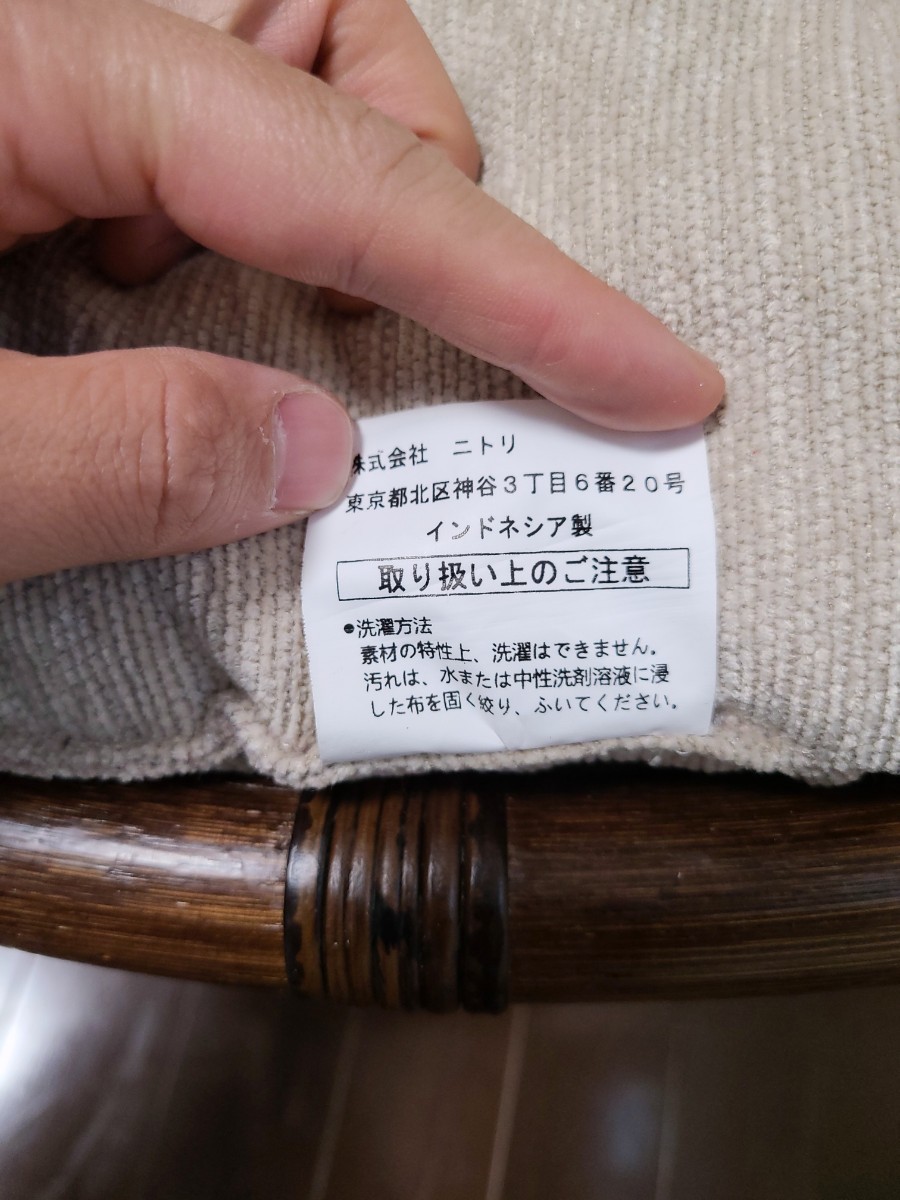 株式会社 ニトリ
東京都北区神谷3丁目6番20号
インドネシア製
取り扱い上のご注意
●洗濯方法
素材の特性上、洗濯はできません。
汚れは、水または中性洗剤溶液に浸
した布を固く絞り、ふいてください。